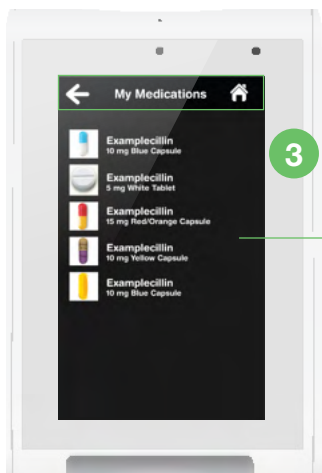 My Medications
Examplecillin
10 mg Blue Capsule
Examplecillin
5 mg White Tablet
Examplecillin
15 mg Red/Orange Capsule
Examplecillin
10 mg Yellow Capsule
Examplecillin
10 mg Blue Capsule
3